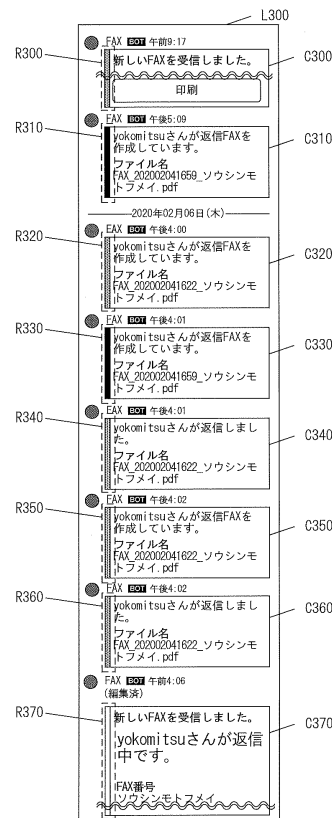 L300
FAX BOT 午前9:17
R300
新しいFAXを受信しました。
C300
印刷
FAX BOT 午後5:09
R310
yokomitsuさんが返信FAXを
作成しています。
C310
ファイル名
FAX_202002041659_ソウシンモ
トフメイ.pdf
2020年02月06日(木)
FAX BOT 午後4:00
R320
yokomitsuさんが返信FAXを
作成しています。
C320
ファイル名
FAX_202002041622_ソウシンモ
トフメイ.pdf
FAX BOT 午後4:01
R330
yokomitsuさんが返信FAXを
作成しています。
C330
ファイル名
FAX_202002041659_ソウシンモ
トフメイ.pdf
FAX BOT 午後4:01
R340
yokomitsuさんが返信しまし
た。
C340
ファイル名
FAX_202002041622_ソウシンモ
トフメイ.pdf
FAX BOT 午後4:02
R350
yokomitsuさんが返信FAXを
作成しています。
C350
ファイル名
FAX_202002041622_ソウシンモ
トフメイ.pdf
FAX BOT 午後4:02
R360
yokomitsuさんが返信しまし
た。
C360
ファイル名
FAX_202002041622_ソウシンモ
トフメイ.pdf
FAX BOT 午前4:06
(編集済)
R370
新しいFAXを受信しました。
C370
yokomitsuさんが返信
中です。
FAX番号
ソウシンモトフメイ